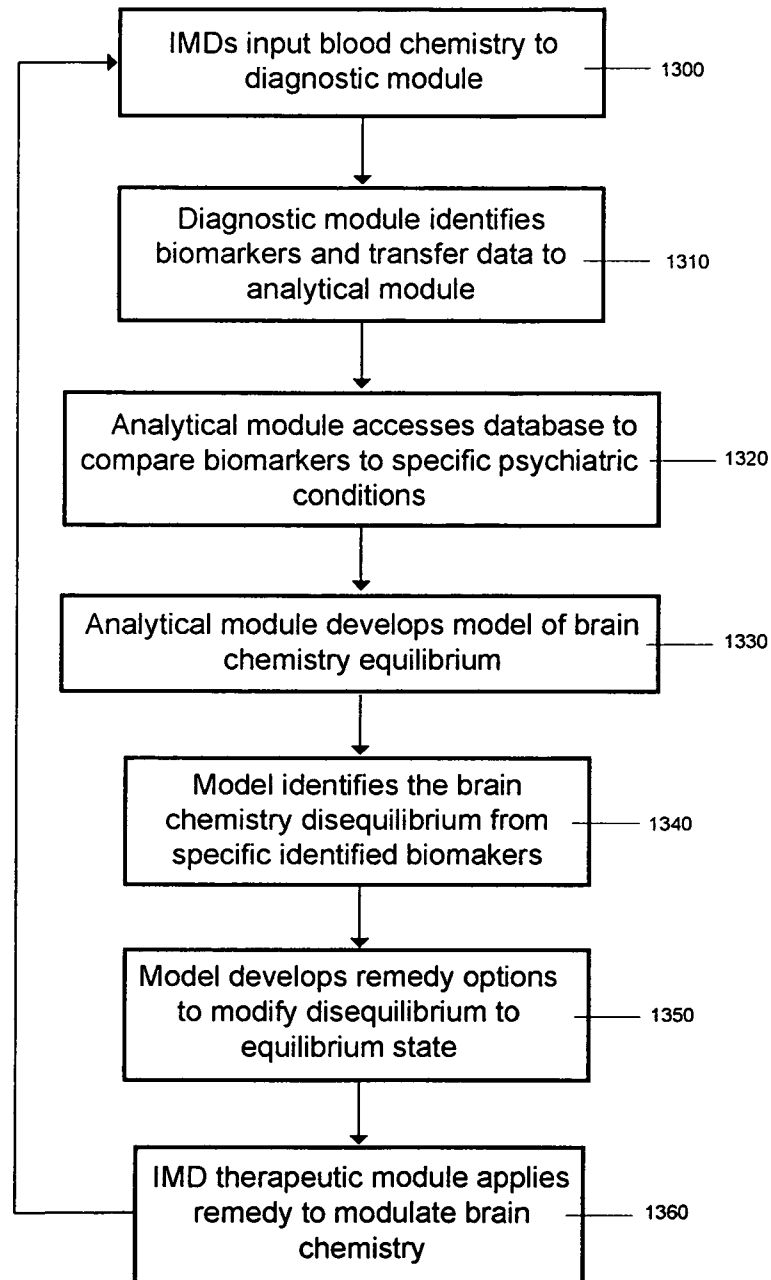 IMDs input blood chemistry to
diagnostic module
1300
Diagnostic module identifies
biomarkers and transfer data to
analytical module
1310
Analytical module accesses database to
compare biomarkers to specific psychiatric
conditions
1320
Analytical module develops model of brain
chemistry equilibrium
1330
Model identifies the brain
chemistry disequilibrium from
specific identified biomakers
1340
Model develops remedy options
to modify disequilibrium to
equilibrium state
1350
IMD therapeutic module applies
remedy to modulate brain
chemistry
1360